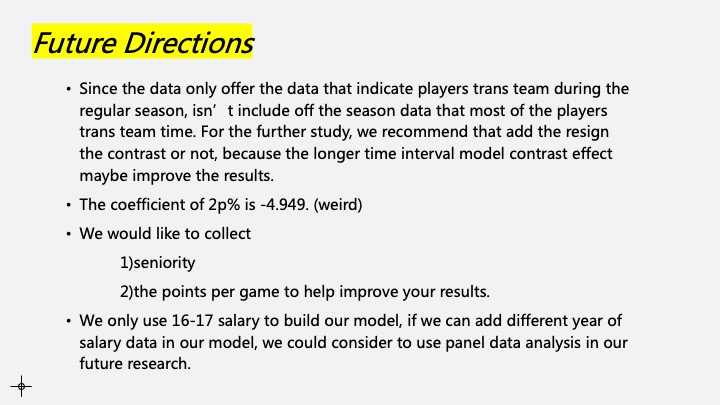 Future Directions
• Since the data only offer the data that indicate players trans team during the
regular season, isn’t include off the season data that most of the players
trans team time. For the further study, we recommend that add the resign
the contrast or not, because the longer time interval model contrast effect
maybe improve the results.
• The coefficient of 2p% is -4.949. (weird)
• We would like to collect
1)seniority
2)the points per game to help improve your results.
• We only use 16-17 salary to build our model, if we can add different year of
salary data in our model, we could consider to use panel data analysis in our
future research.